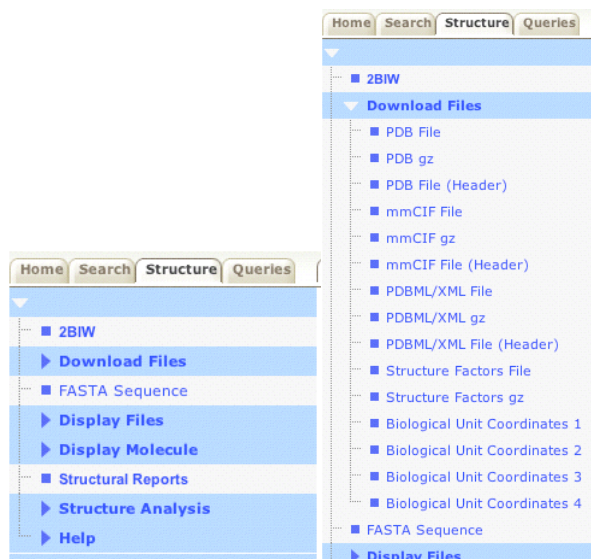 Home Search Structure Queries
2BIW
Download Files
FASTA Sequence
Display Files
Display Molecule
Structural Reports
Structure Analysis
Help
Home Search Structure Queries
2BIW
Download Files
PDB File
PDB gz
PDB File (Header)
mmCIF File
mmCIF gz
mmCIF File (Header)
PDBML/XML File
PDBML/XML gz
PDBML/XML File (Header)
Structure Factors File
Structure Factors gz
Biological Unit Coordinates 1
Biological Unit Coordinates 2
Biological Unit Coordinates 3
Biological Unit Coordinates 4
FASTA Sequence
Display Files